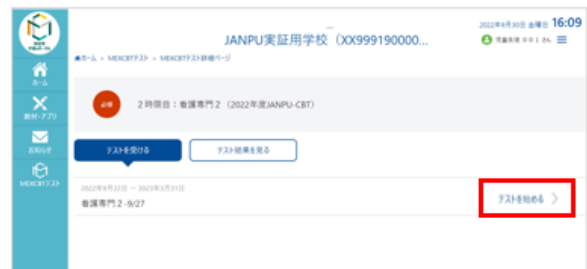 2022年9月30日 金曜日 16:09
JANPU実証用学校（XX999190000...
児童生徒 ００１ さん
ホーム > MEXCBTテスト > MEXCBTテスト詳細ページ
ホーム
教材・アプリ
お知らせ
MEXCBTテスト
必修
2時限目：看護専門２（2022年度JANPU-CBT）
テストを受ける
テスト結果を見る
2022年9月22日 ～ 2023年3月31日
看護専門２-9/27
テストを始める